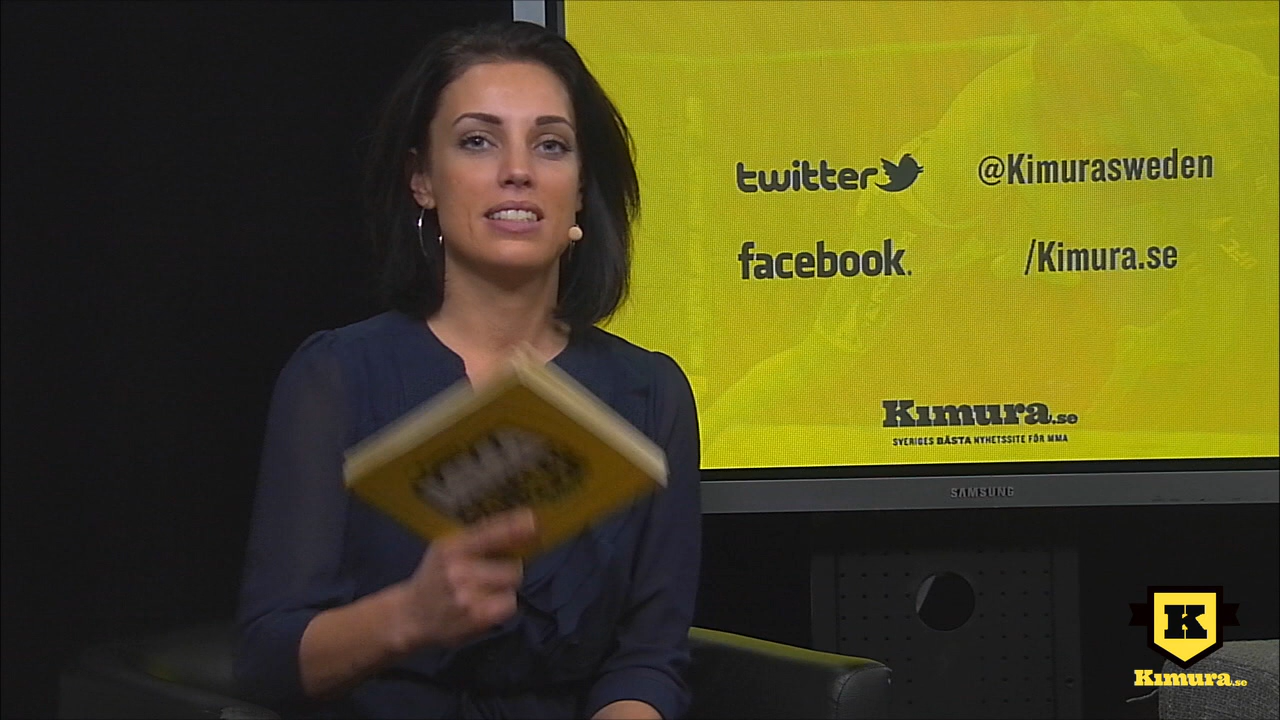 twitter @Kimurasweden
facebook. /Kimura.se
Kimura.se
SVERIGES BÄSTA NYHETSSITE FÖR MMA
SAMSUNG
K
Kimura.se